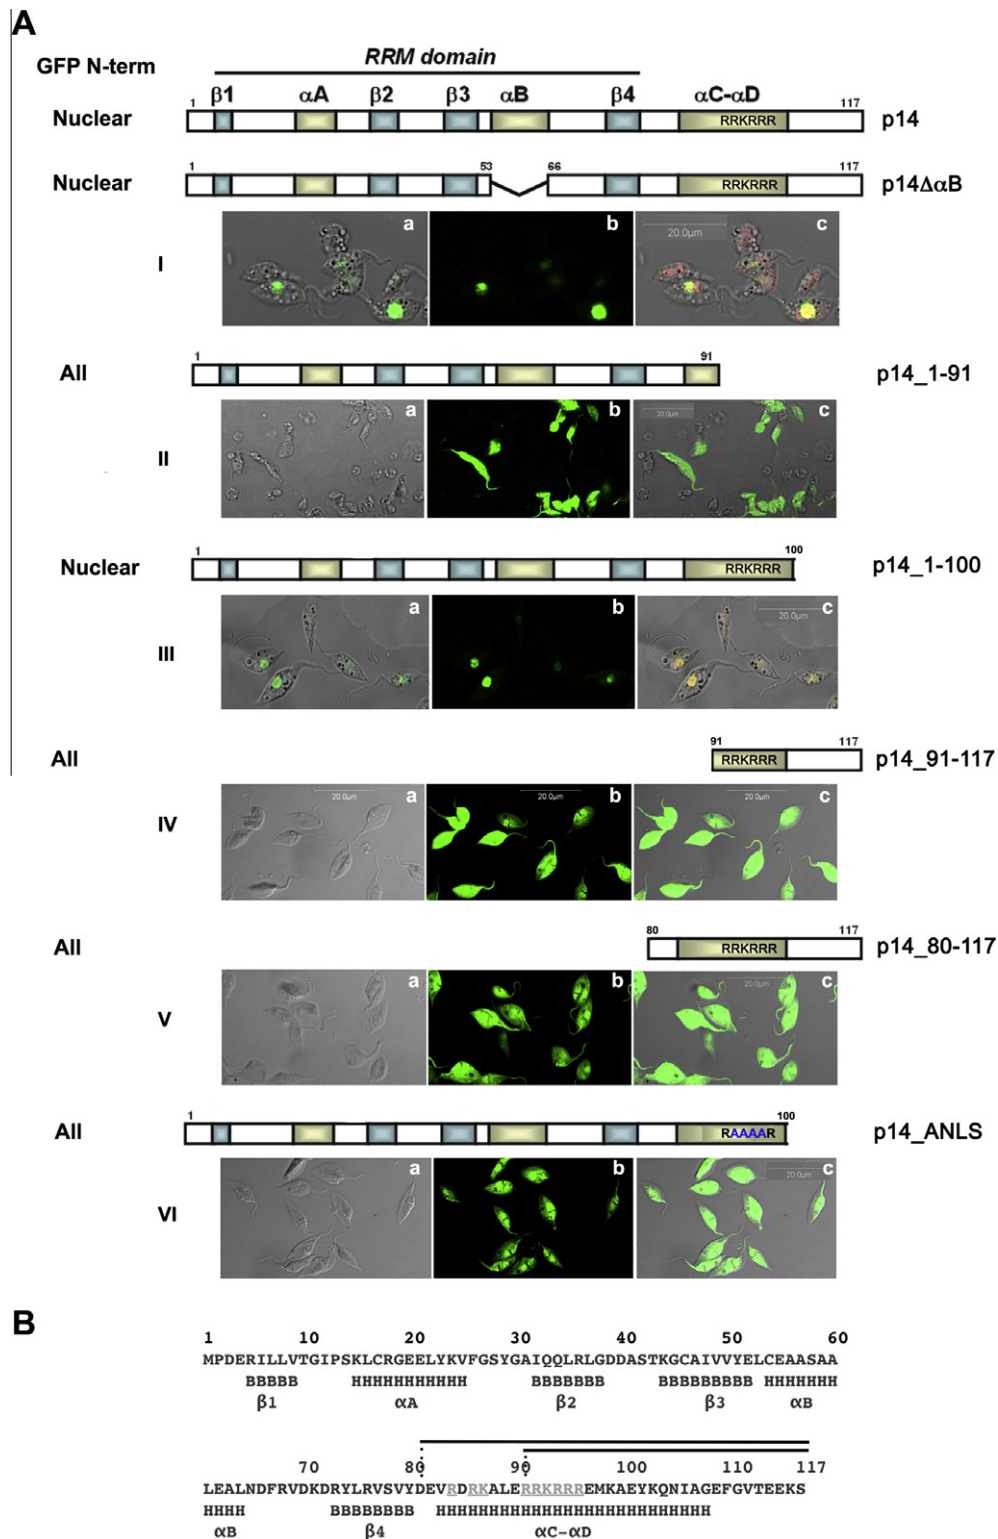 A
RRM domain
GFP N-term
β1 αA β2 β3 αB β4 αC-αD
1 117
Nuclear RRKRRR p14
1 53 66 117
Nuclear RRKRRR p14ΔαB
a b c
20.0µm
I
1 91
All p14_1-91
a b c
20.0µm
II
1 100
Nuclear RRKRRR p14_1-100
a b c
20.0µm
III
91 117
All RRKRRR p14_91-117
a b c
20.0µm 20.0µm 20.0µm
IV
80 117
All RRKRRR p14_80-117
a b c
20.0µm
V
1 100
All RAAAAR p14_ANLS
a b c
20.0µm
VI
B
1 10 20 30 40 50 60
MPDERILLVTGIPSKLCRGEELYKVFGSYGAIQQLRLGDDASTKGCAIVVYELCEAASAA
BBBBB HHHHHHHHHHH BBBBBBB BBBBBBBBB HHHHHHH
β1 αA β2 β3 αB
70 80 90 100 110 117
LEALNDFRVDKDRYLRVSVYDEVRDRKALERRKRRREMKAEYKQNIAGEFGVTEEKS
HHHH BBBBBBBB HHHHHHHHHHHHHHHHHHHHHHHHHH
αB β4 αC-αD